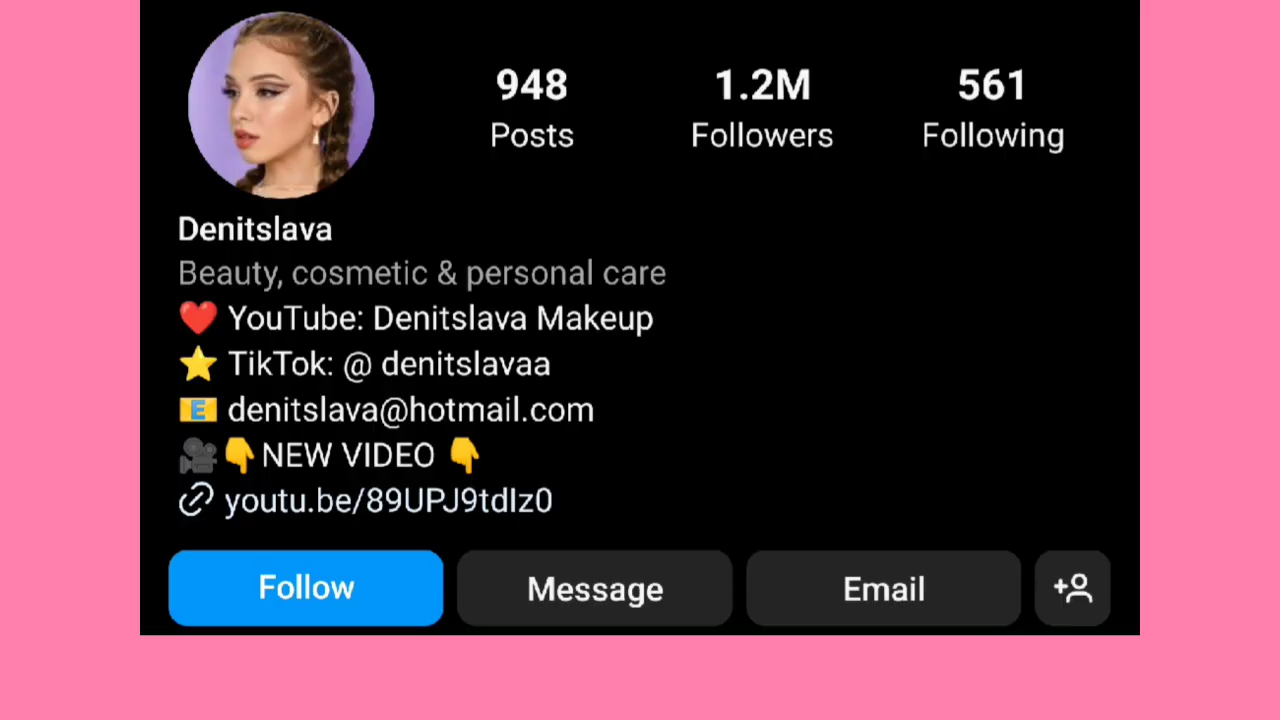 948 1.2M 561
Posts Followers Following
Denitslava
Beauty, cosmetic & personal care
❤️ YouTube: Denitslava Makeup
⭐ TikTok: @ denitslavaa
📧 denitslava@hotmail.com
🎥👇NEW VIDEO 👇
youtu.be/89UPJ9tdIz0
Follow Message Email